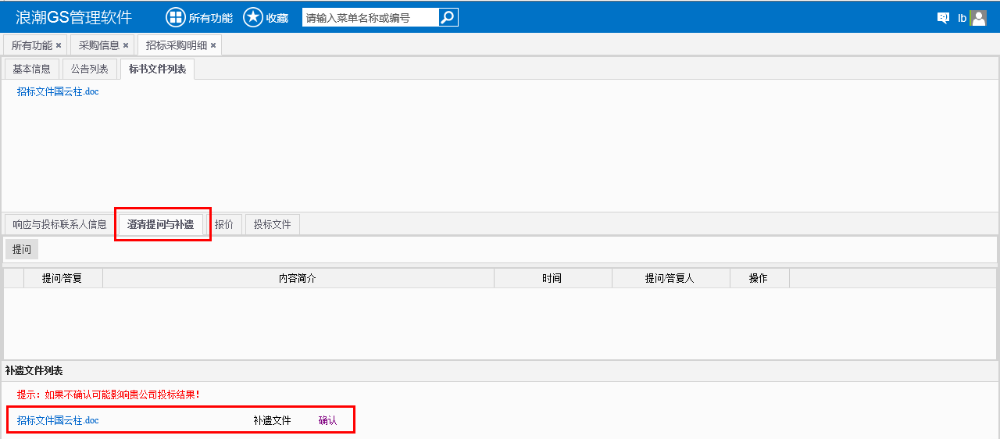 浪潮GS管理软件 所有功能 收藏 请输入菜单名称或编号 lb
所有功能 × 采购信息 × 招标采购明细 ×
基本信息 公告列表 标书文件列表
招标文件国云柱.doc
响应与投标联系人信息 澄清提问与补遗 报价 投标文件
提问
提问/答复 内容简介 时间 提问/答复人 操作
补遗文件列表
提示：如果不确认可能影响贵公司投标结果！
招标文件国云柱.doc 补遗文件 确认